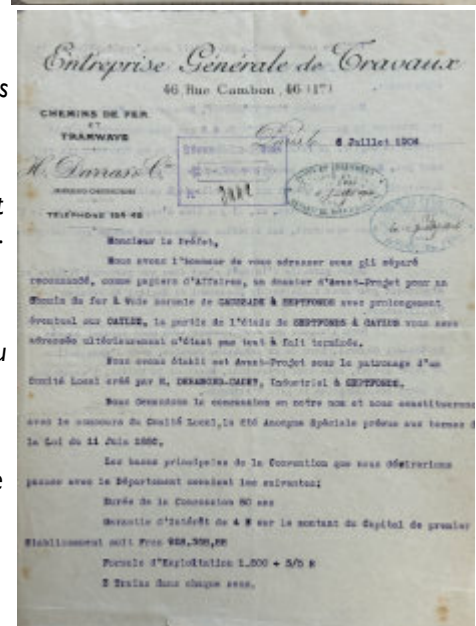 Entreprise Générale de Travaux
46 Rue Cambon, 46 (1er)
CHEMINS DE FER
ET
TRAMWAYS
Paris 6 Juillet 1904
H. Darras & Cie
TELEPHONE
Monsieur le Préfet,
Nous avons l'honneur de vous adresser sous pli séparé
recommandé, comme papiers d'Affaires, un dossier d'Avant-Projet pour un
Chemin de fer à Voie normale de CAUSSADE à SEPTFONDS avec prolongement
éventuel sur CAYLUS, la partie de l'étude de SEPTFONDS à CAYLUS vous sera
adressée ultérieurement n'étant pas tout à fait terminée.
Nous avons établi cet Avant-Projet sous le patronage d'un
Comité Local créé par M. Industriel à SEPTFONDS.
Nous demandons la concession en notre nom et nous constituerons
avec le concours du Comité Local, la Sté Anonyme Spéciale prévue aux termes d
la Loi du 11 Juin 1880.
Les bases principales de la Convention que nous désirerions
passer avec le Département seraient les suivantes;
Durée de la Concession 50 ans
Garantie d'Intérêt de 4 % sur le montant du Capital de premier
Etablissement soit Frcs
Formule d'Exploitation
2 Trains dans chaque sens.